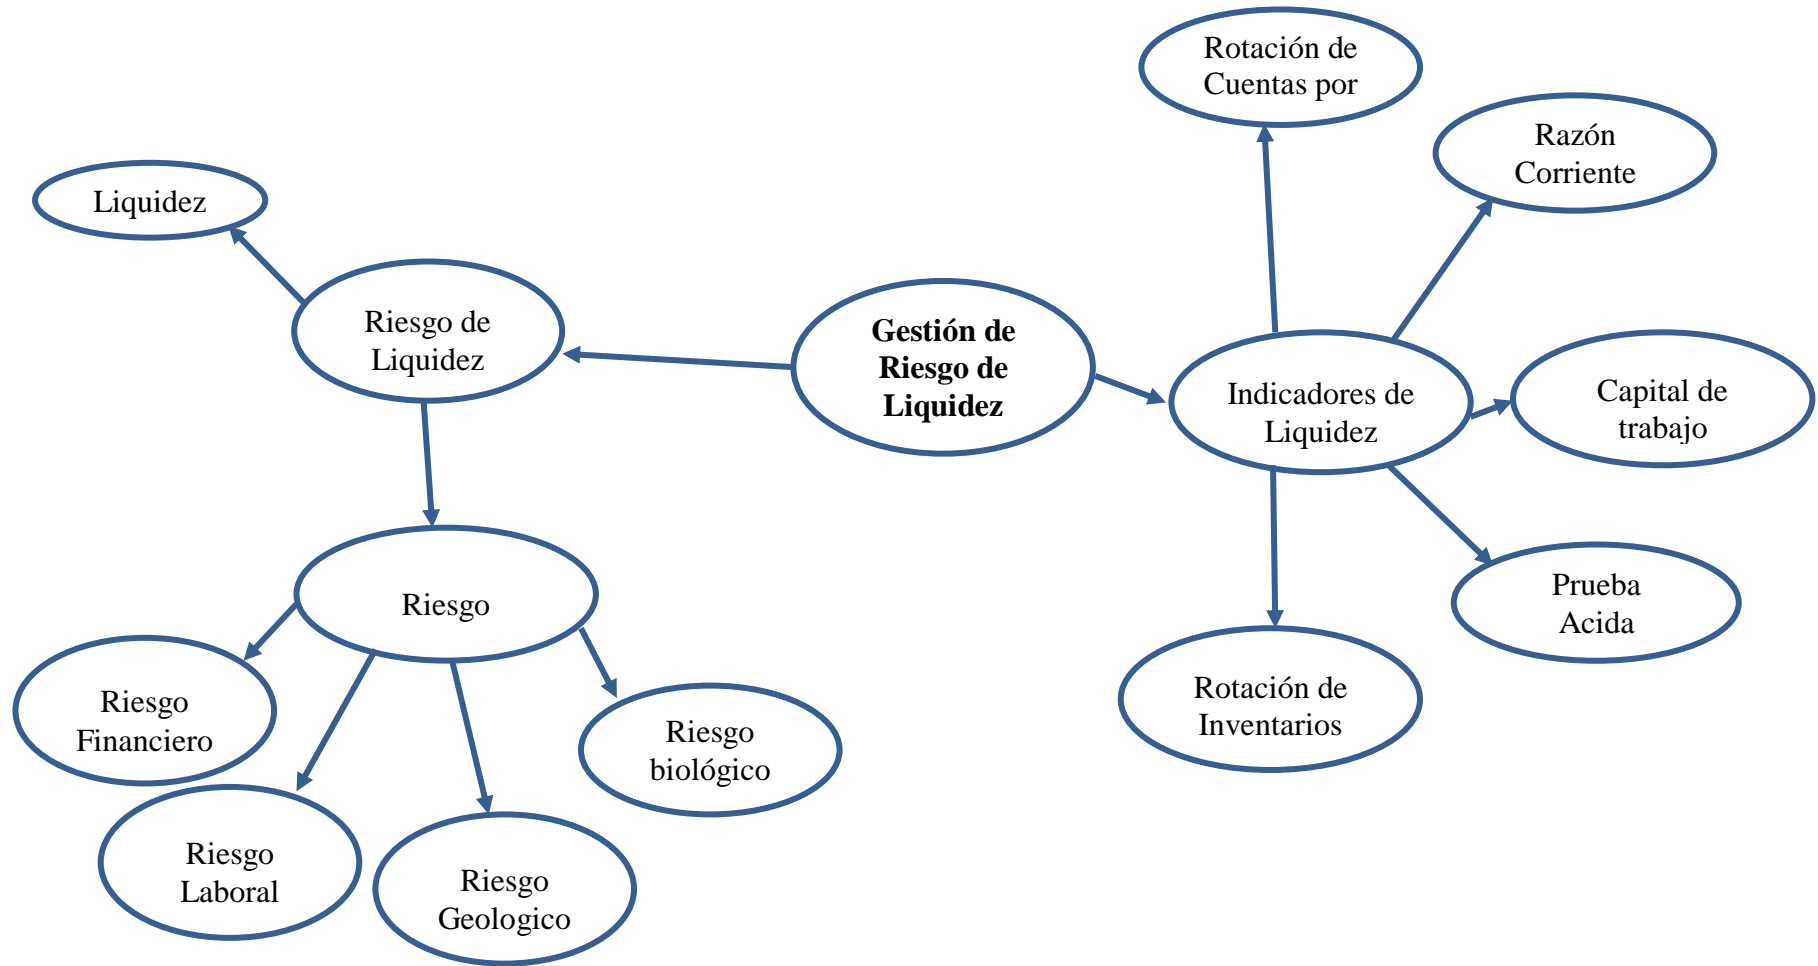 Rotación de
Cuentas por
Razón
Corriente
Liquidez
Riesgo de
Liquidez
Gestión de
Riesgo de
Liquidez
Indicadores de
Liquidez
Capital de
trabajo
Riesgo
Prueba
Acida
Riesgo
Financiero
Riesgo
biológico
Rotación de
Inventarios
Riesgo
Laboral
Riesgo
Geologico